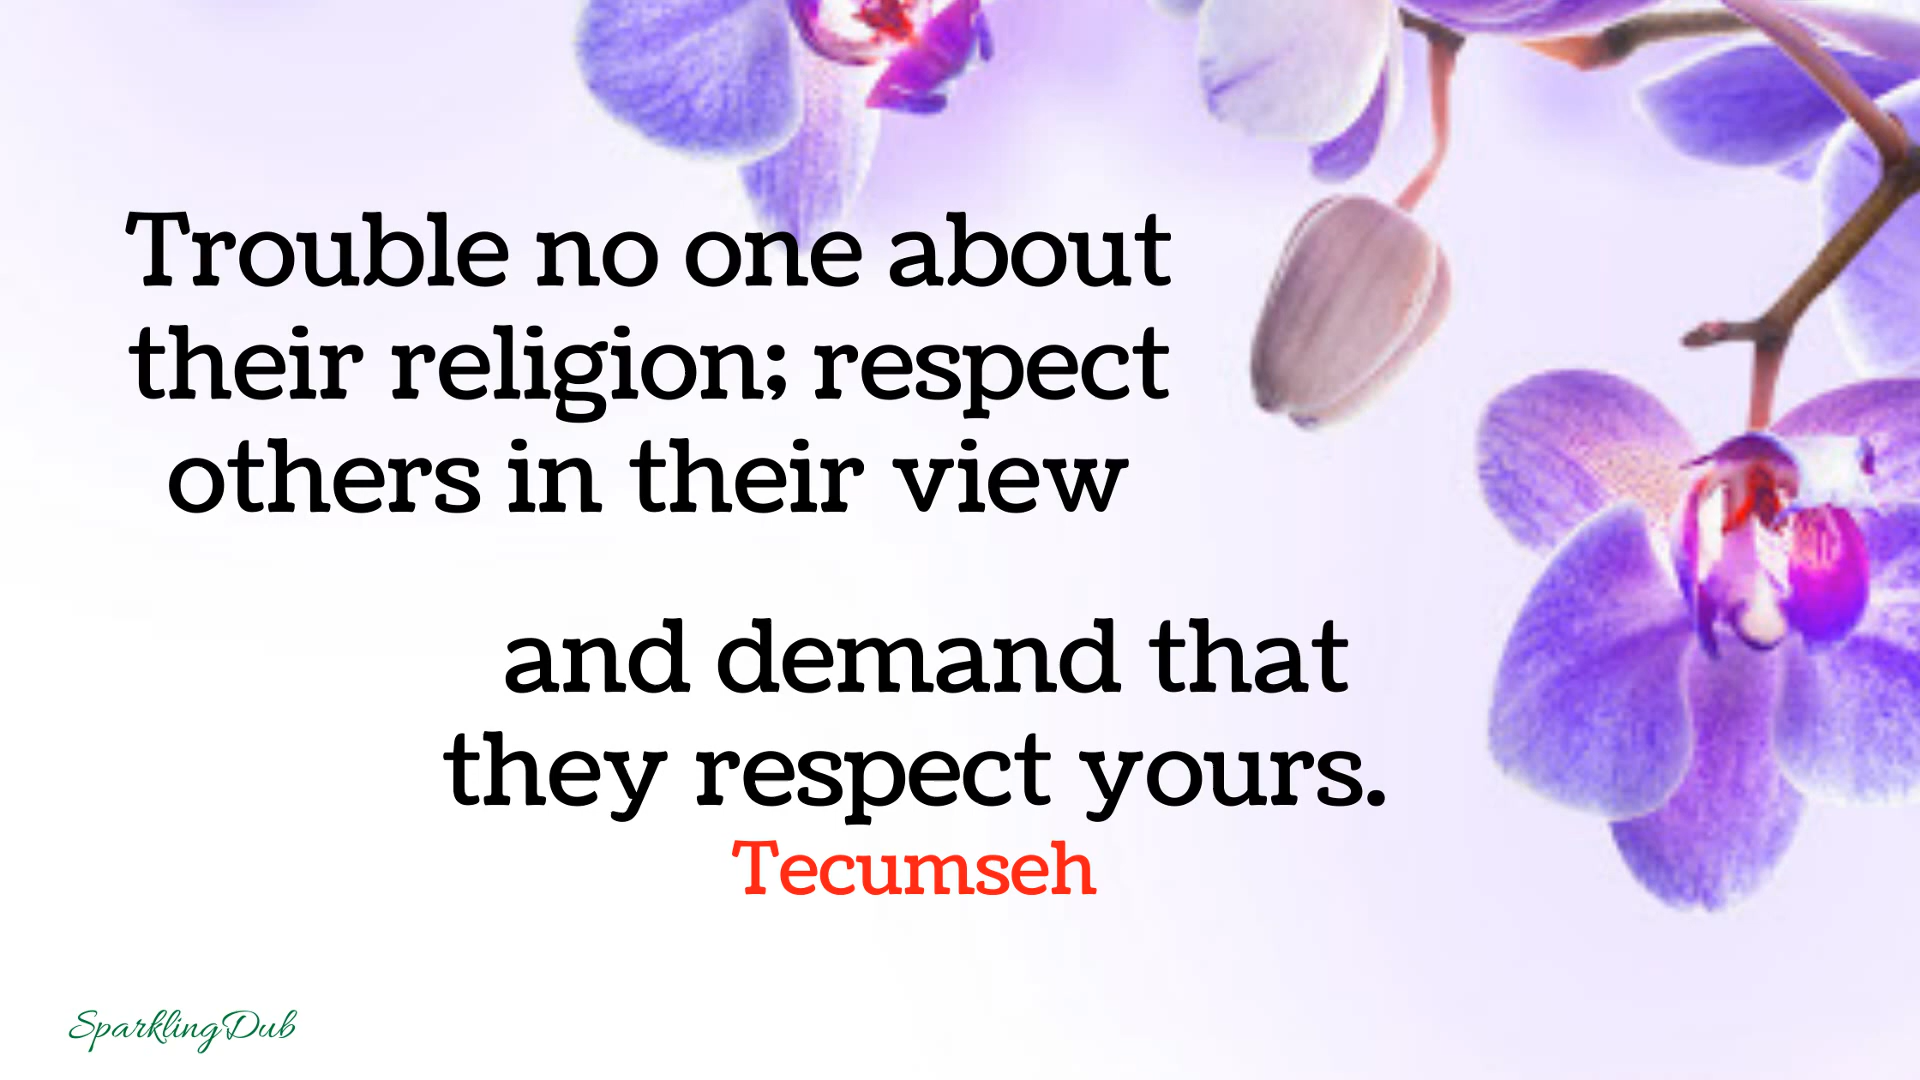 Trouble no one about
their religion; respect
others in their view
and demand that
they respect yours.
Tecumseh
SparklingDub